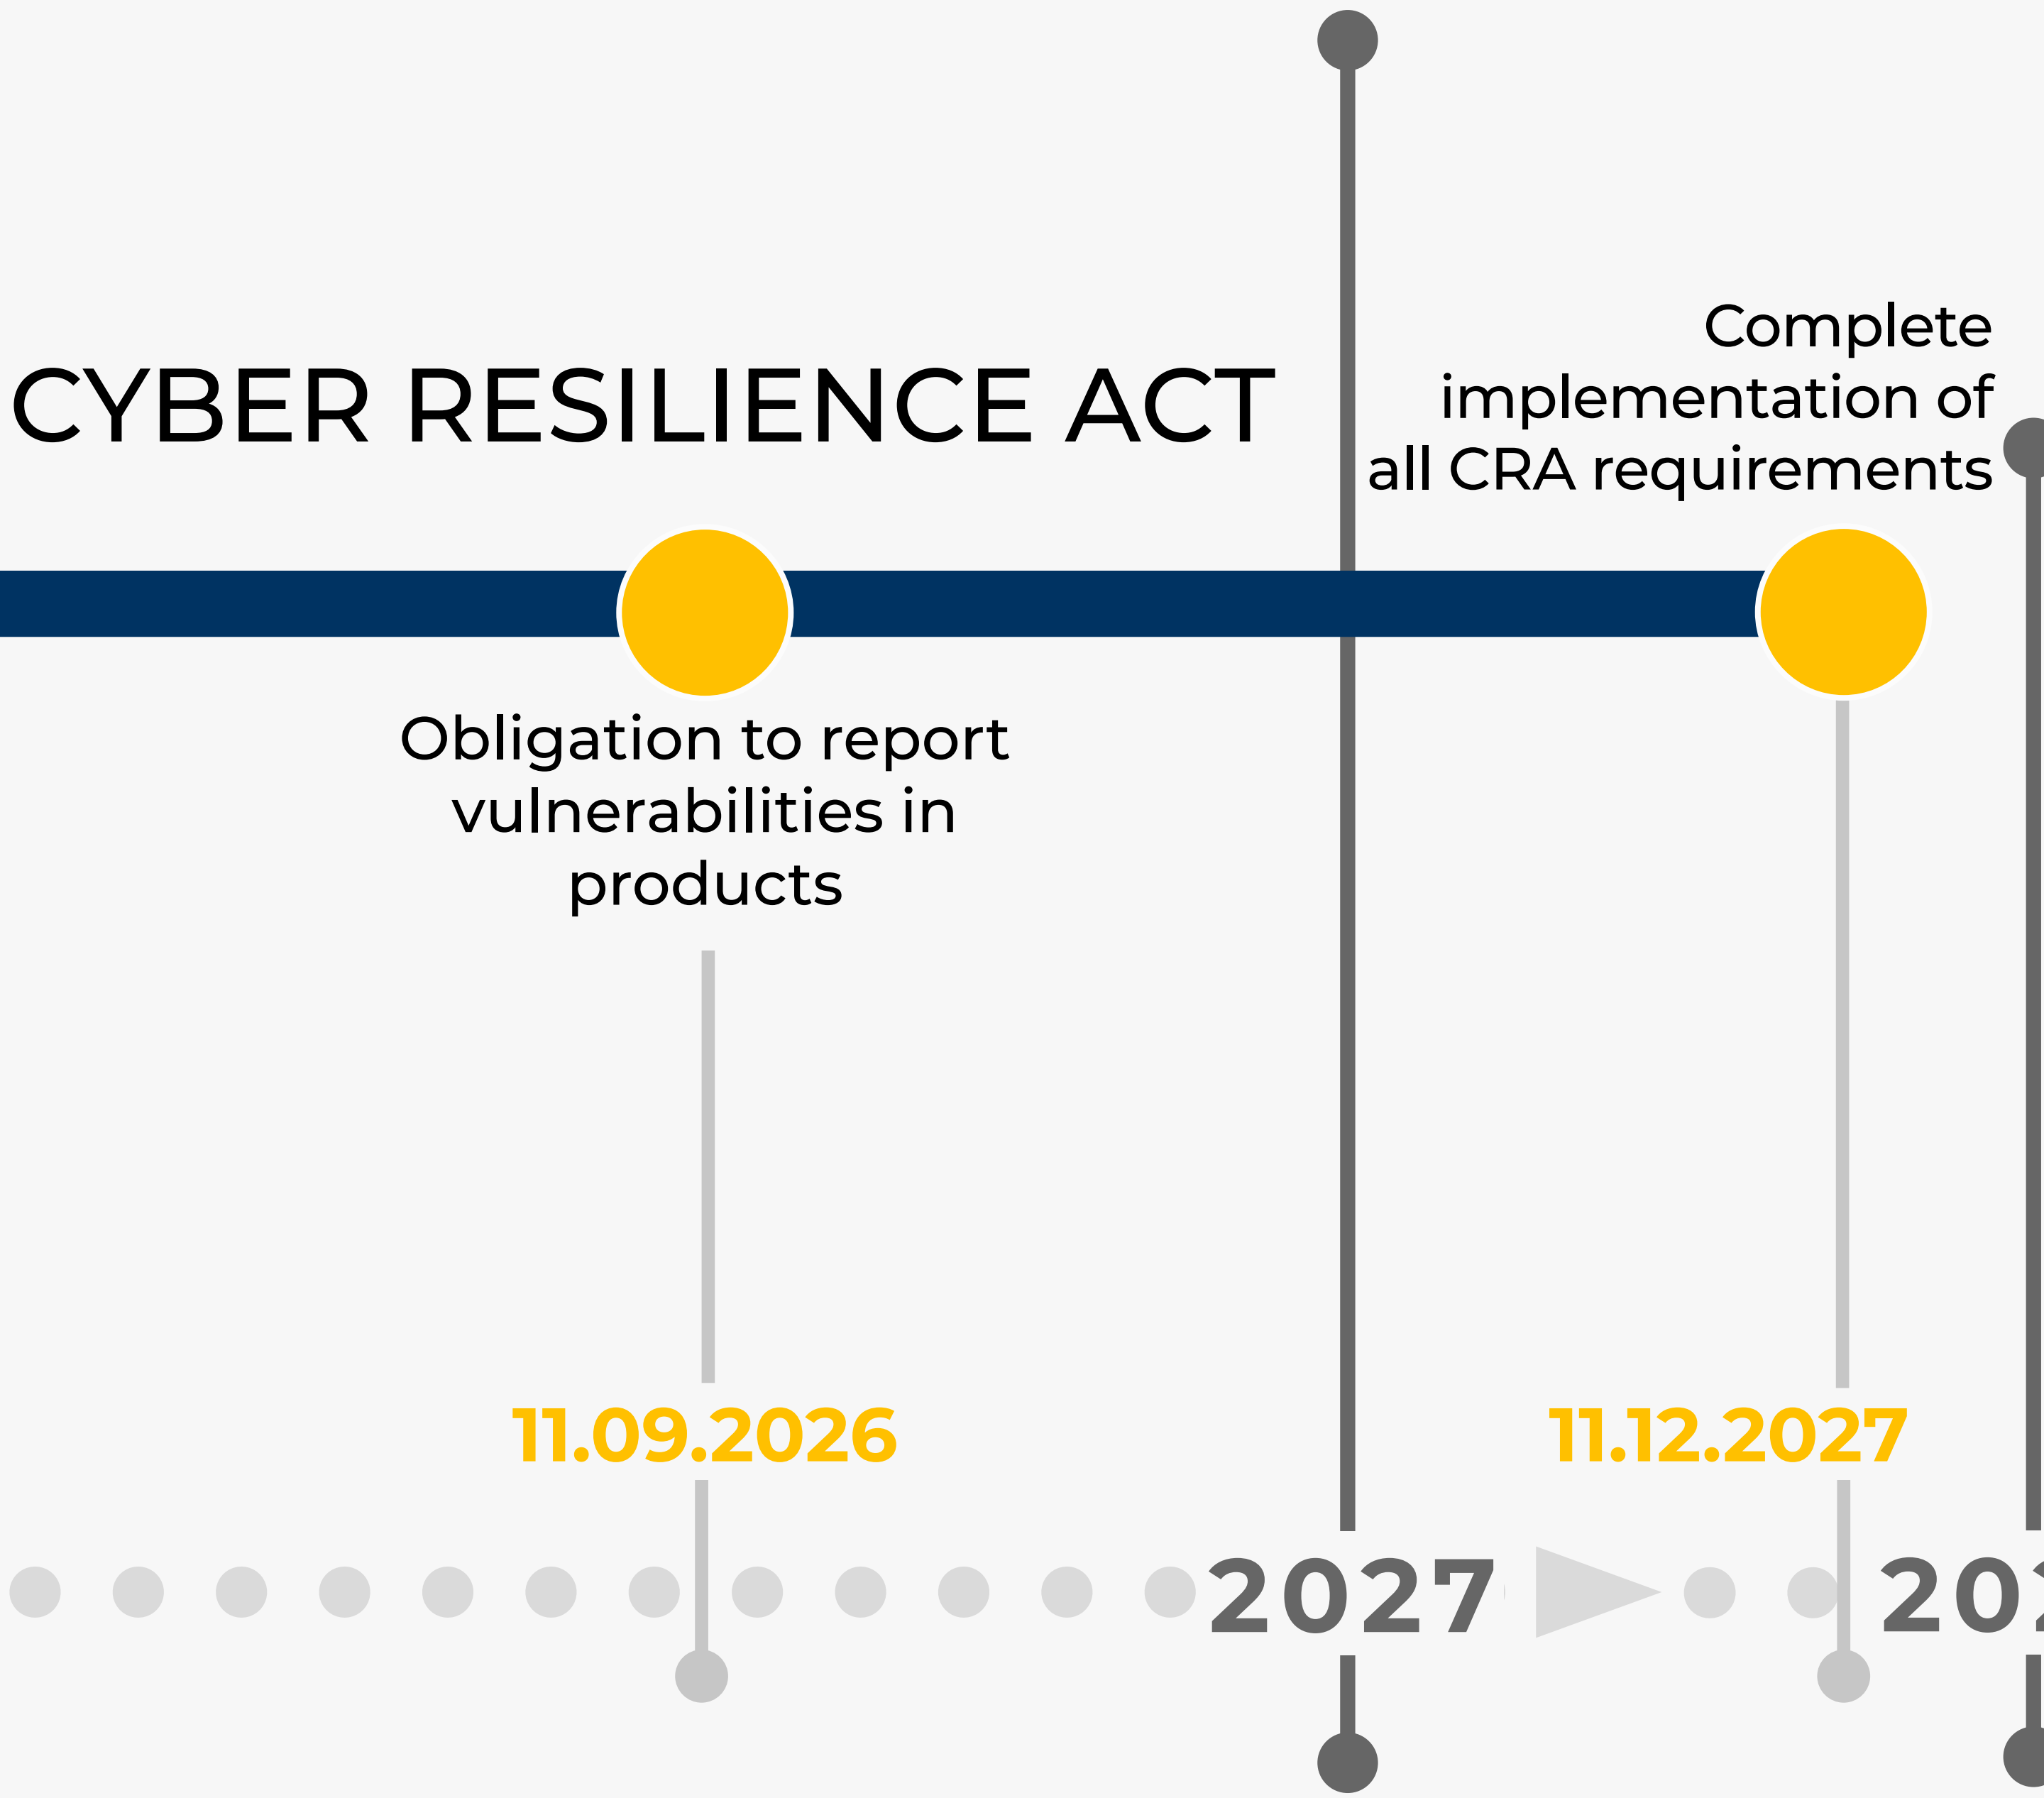 CYBER RESILIENCE ACT
Complete
implementation of
all CRA requirements
Obligation to report
vulnerabilities in
products
11.09.2026
11.12.2027
2027